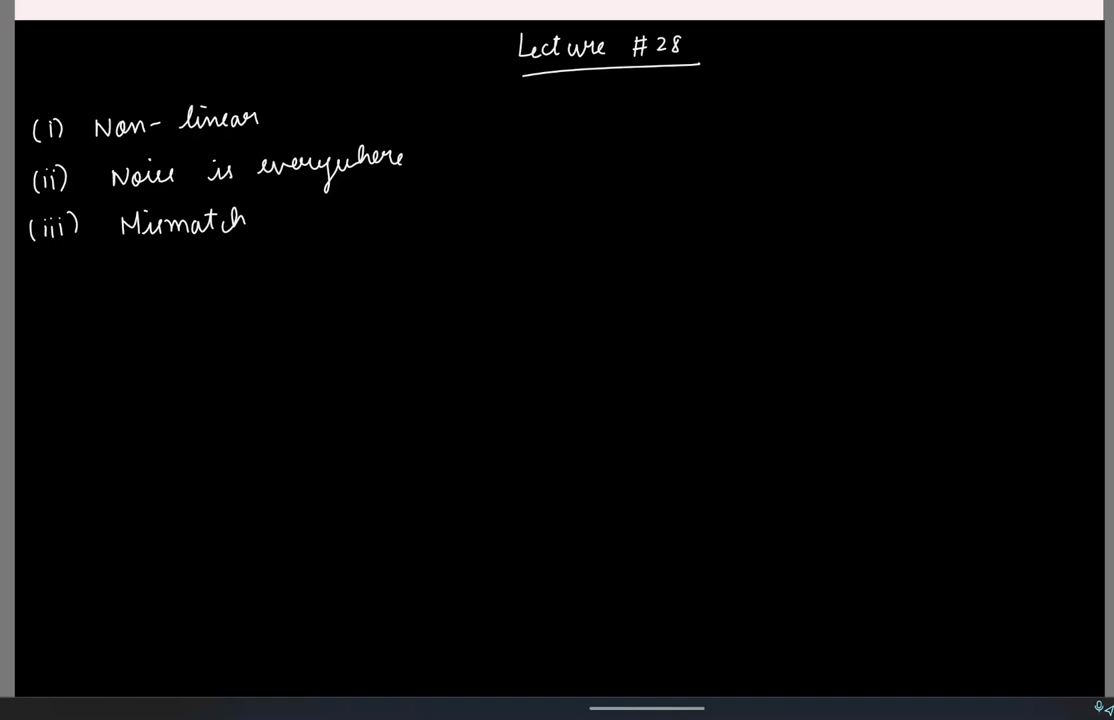 Lecture #28
(i) Non-linear
(ii) Noise is everywhere
(iii) Mismatch